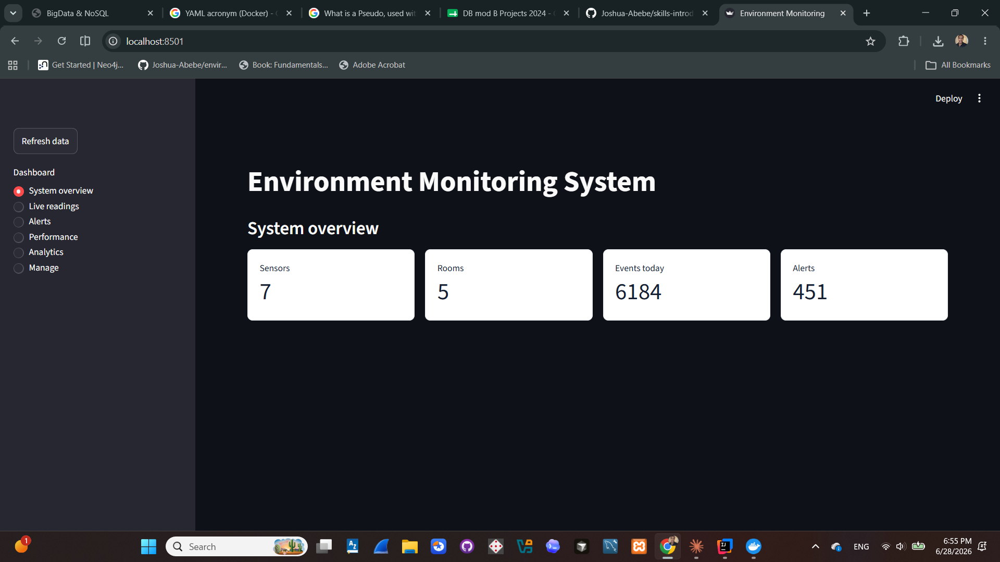 BigData & NoSQL
YAML acronym (Docker) -
What is a Pseudo, used wit
DB mod B Projects 2024 -
Joshua-Abebe/skills-introd
Environment Monitoring
localhost:8501
Get Started | Neo4j...
Joshua-Abebe/envir...
Book: Fundamentals...
Adobe Acrobat
All Bookmarks
Deploy
Refresh data
Dashboard
System overview
Live readings
Alerts
Performance
Analytics
Manage
Environment Monitoring System
System overview
Sensors
7
Rooms
5
Events today
6184
Alerts
451
1
Search
ENG
6:55 PM
6/28/2026